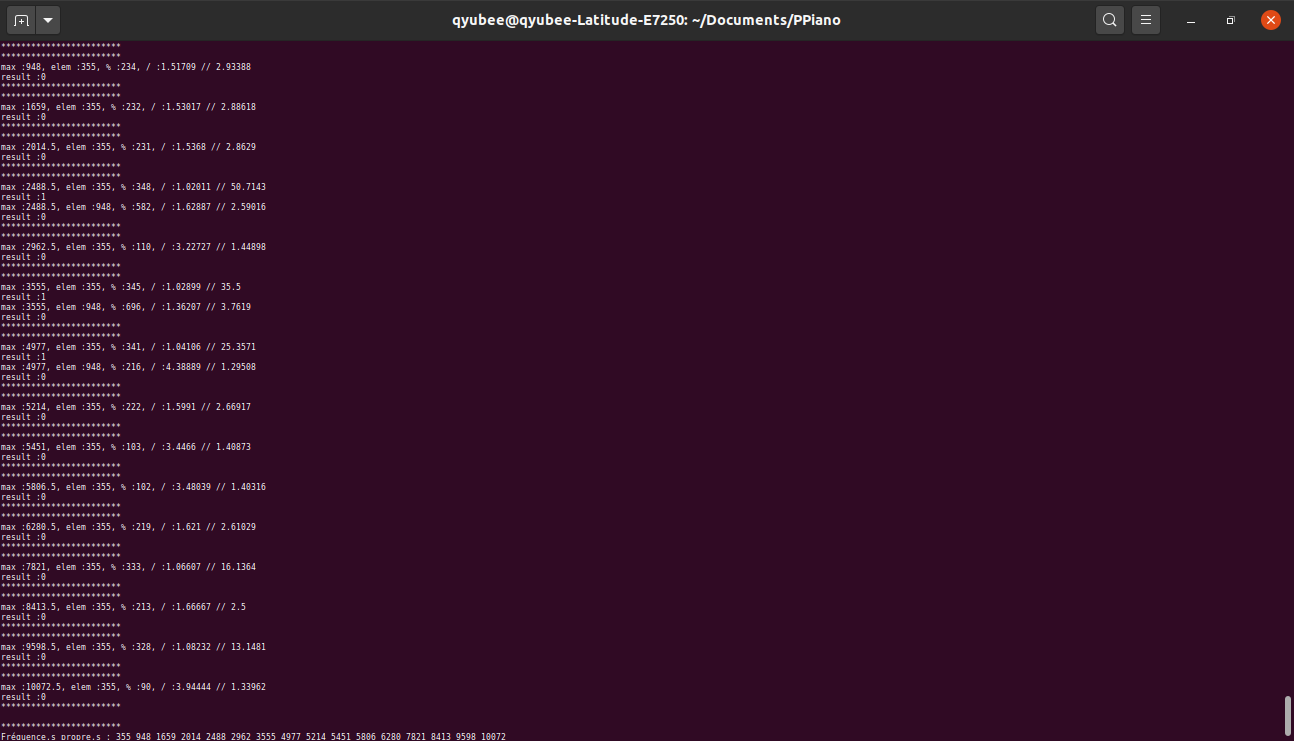 qyubee@qyubee-Latitude-E7250: ~/Documents/PPiano
************************
************************
max :948, elem :355, % :234, / :1.51709 // 2.93388
result :0
************************
************************
max :1659, elem :355, % :232, / :1.53017 // 2.88618
result :0
************************
************************
max :2014.5, elem :355, % :231, / :1.5368 // 2.8629
result :0
************************
************************
max :2488.5, elem :355, % :348, / :1.02011 // 50.7143
result :1
max :2488.5, elem :948, % :582, / :1.62887 // 2.59016
result :0
************************
************************
max :2962.5, elem :355, % :110, / :3.22727 // 1.44898
result :0
************************
************************
max :3555, elem :355, % :345, / :1.02899 // 35.5
result :1
max :3555, elem :948, % :696, / :1.36207 // 3.7619
result :0
************************
************************
max :4977, elem :355, % :341, / :1.04106 // 25.3571
result :1
max :4977, elem :948, % :216, / :4.38889 // 1.29508
result :0
************************
************************
max :5214, elem :355, % :222, / :1.5991 // 2.66917
result :0
************************
************************
max :5451, elem :355, % :103, / :3.4466 // 1.40873
result :0
************************
************************
max :5806.5, elem :355, % :102, / :3.48039 // 1.40316
result :0
************************
************************
max :6280.5, elem :355, % :219, / :1.621 // 2.61029
result :0
************************
************************
max :7821, elem :355, % :333, / :1.06607 // 16.1364
result :0
************************
************************
max :8413.5, elem :355, % :213, / :1.66667 // 2.5
result :0
************************
************************
max :9598.5, elem :355, % :328, / :1.08232 // 13.1481
result :0
************************
************************
max :10072.5, elem :355, % :90, / :3.94444 // 1.33962
result :0
************************
************************
Fréquence.s propre.s : 355 948 1659 2014 2488 2962 3555 4977 5214 5451 5806 6280 7821 8413 9598 10072